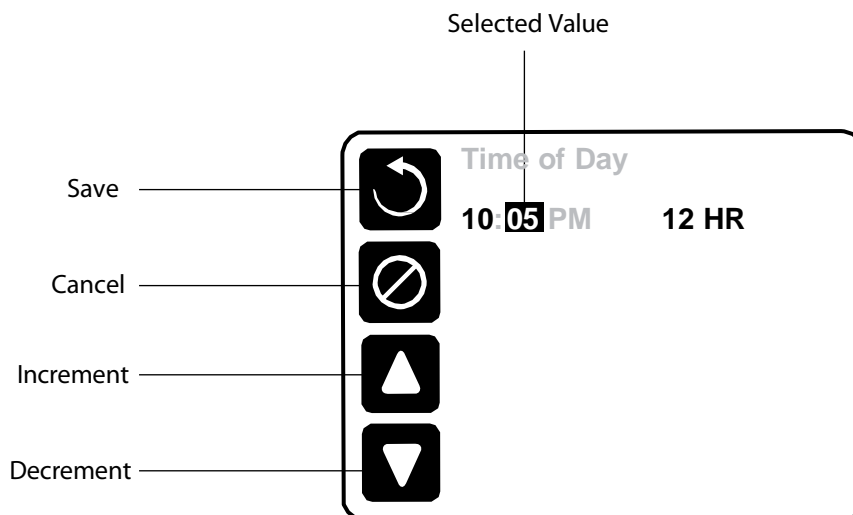 Selected Value
Time of Day
Save
10:05 PM 12 HR
Cancel
Increment
Decrement